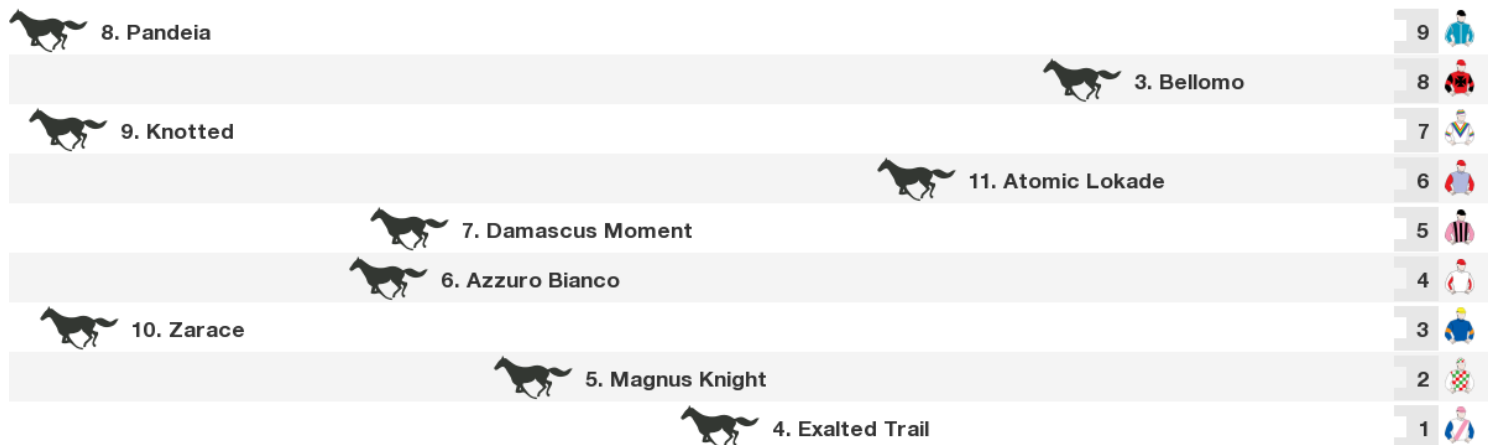 8. Pandeia 9
3. Bellomo 8
9. Knotted 7
11. Atomic Lokade 6
7. Damascus Moment 5
6. Azzuro Bianco 4
10. Zarace 3
5. Magnus Knight 2
4. Exalted Trail 1